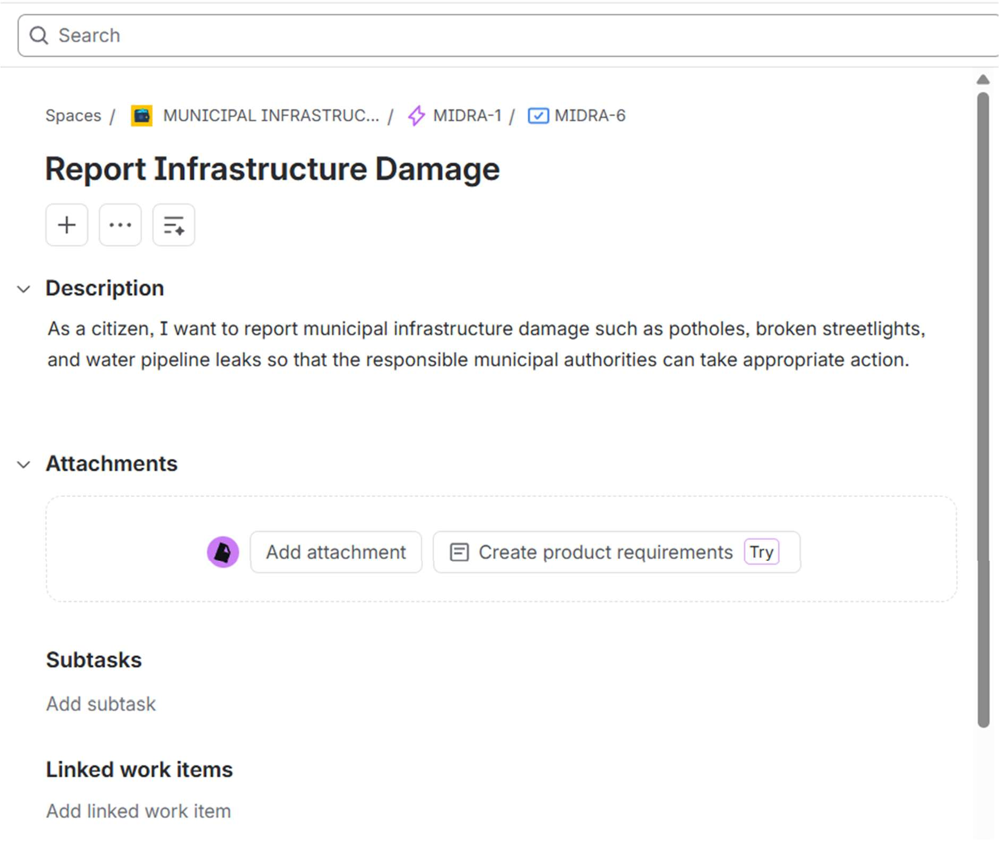 Search
Spaces / MUNICIPAL INFRASTRUC... / MIDRA-1 / MIDRA-6
Report Infrastructure Damage
Description
As a citizen, I want to report municipal infrastructure damage such as potholes, broken streetlights,
and water pipeline leaks so that the responsible municipal authorities can take appropriate action.
Attachments
Add attachment Create product requirements Try
Subtasks
Add subtask
Linked work items
Add linked work item